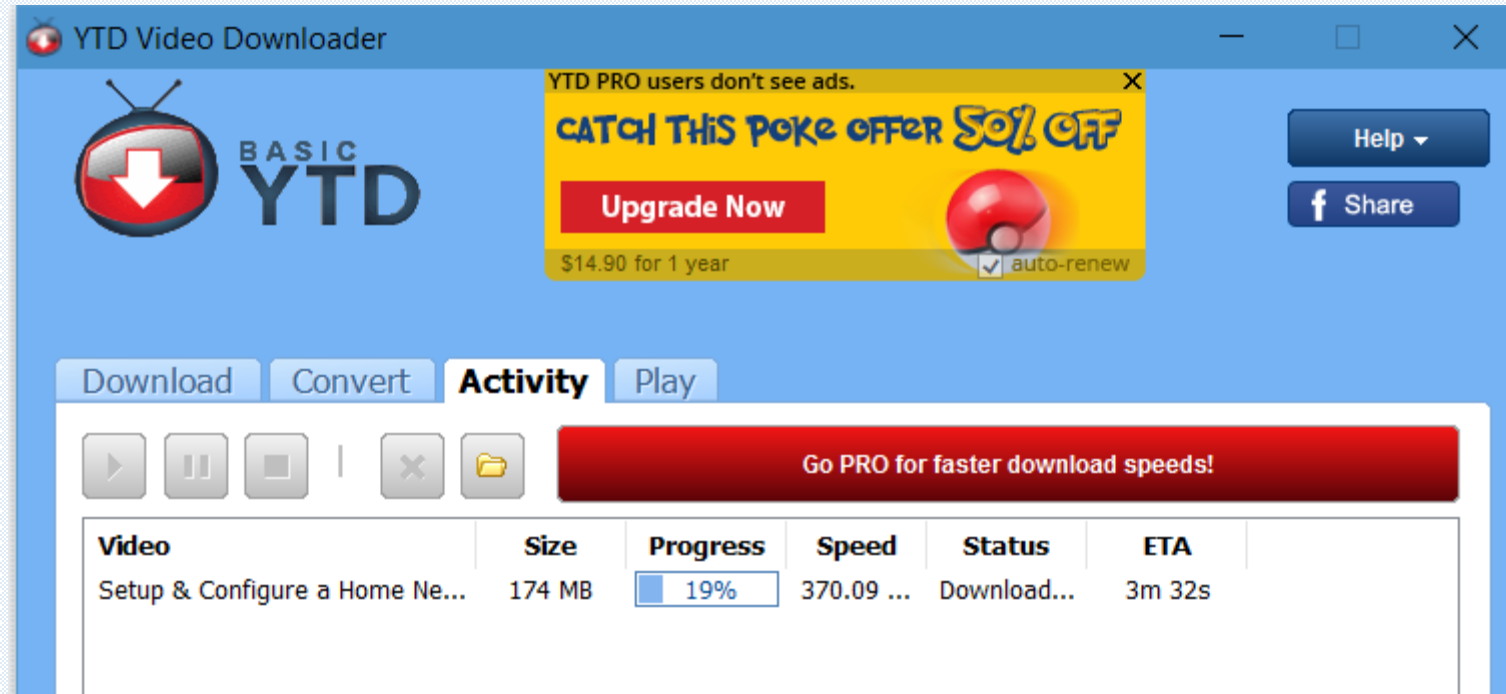 YTD Video Downloader
BASIC
YTD
YTD PRO users don't see ads.
CATCH THIS POKE OFFER 50% OFF
Upgrade Now
$14.90 for 1 year auto-renew
Help
f Share
Download Convert Activity Play
Go PRO for faster download speeds!
Video Size Progress Speed Status ETA
Setup & Configure a Home Ne... 174 MB 19% 370.09 ... Download... 3m 32s